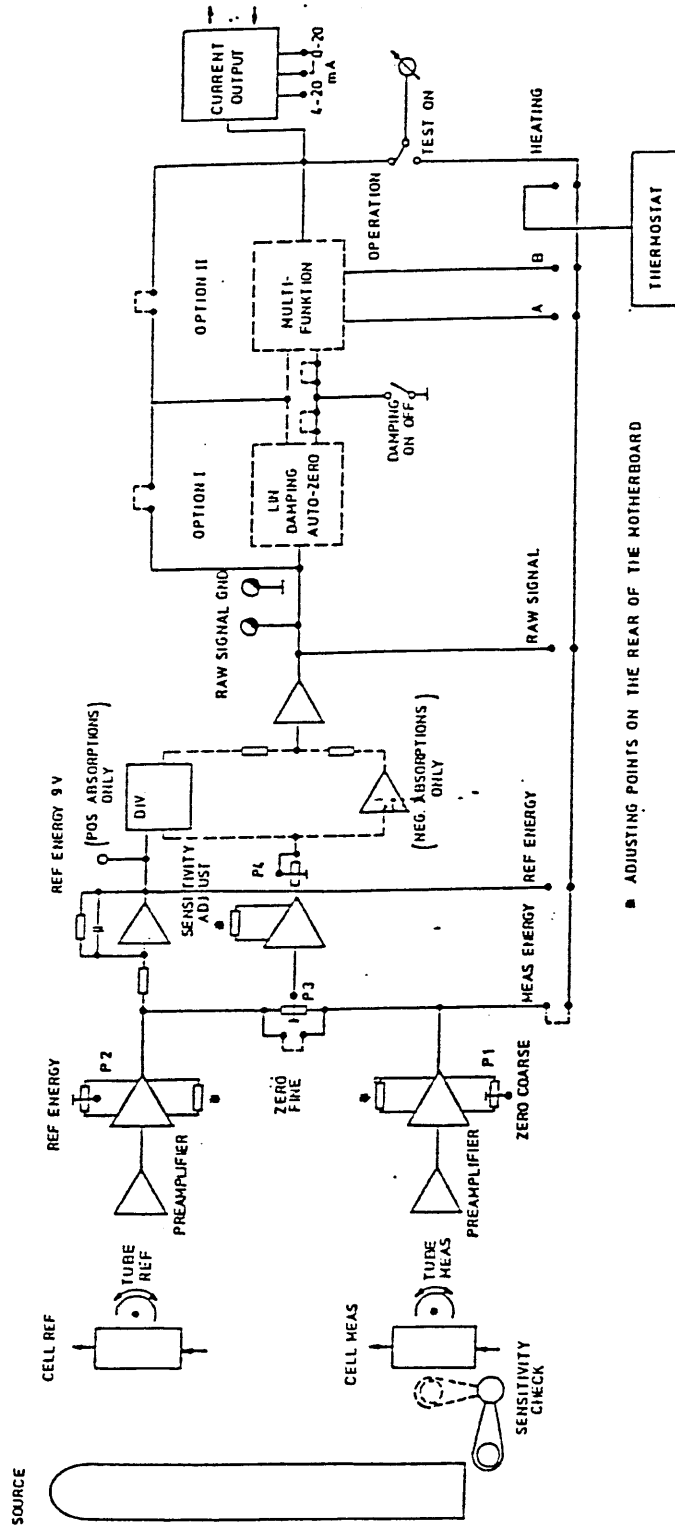 SOURCE
CELL REF
TUBE
REF
CELL MEAS
TUBE
MEAS
SENSITIVITY
CHECK
PREAMPLIFIER
REF ENERGY
P2
PREAMPLIFIER
P1
ZERO COARSE
ZERO
FINE
P3
SENSITIVITY
ADJUST
P4
REF ENERGY 9 V
(POS ABSORPTIONS
ONLY)
DIV
(NEG. ABSORPTIONS
ONLY)
MEAS ENERGY
REF ENERGY
RAW SIGNAL GND
RAW SIGNAL
OPTION I
LIN
DAMPING
AUTO-ZERO
DAMPING
ON OFF
OPTION II
MULTI-
FUNKTION
A
B
OPERATION
TEST ON
HEATING
THERMOSTAT
CURRENT
OUTPUT
4-20 0-20
mA
ADJUSTING POINTS ON THE REAR OF THE MOTHERBOARD